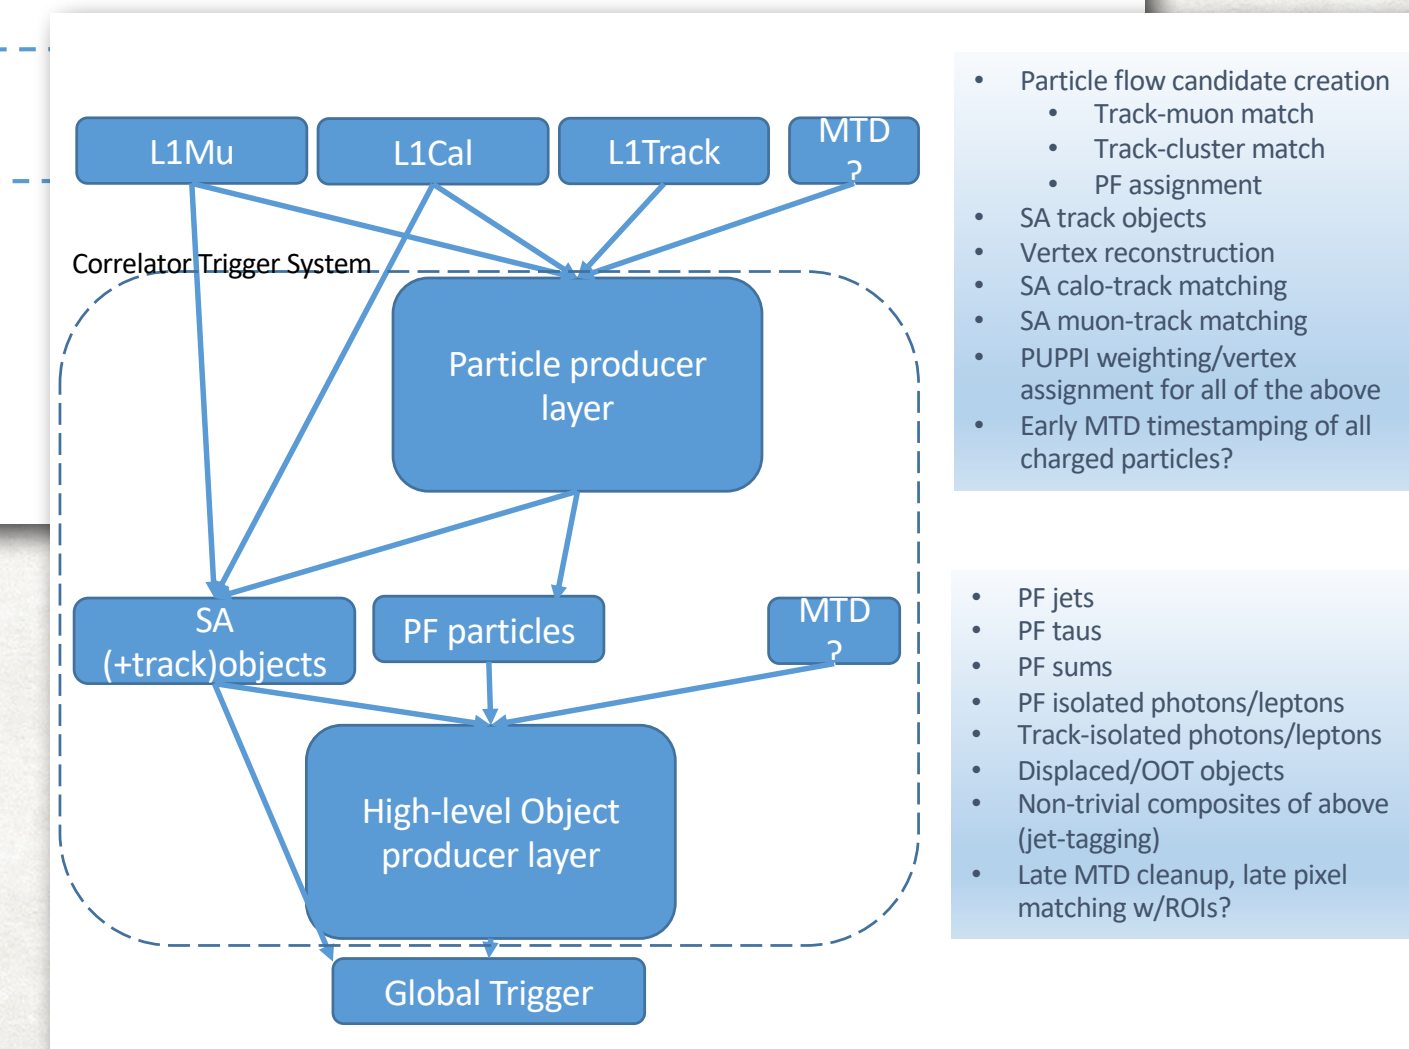 L1Mu
L1Cal
L1Track
MTD
?
Correlator Trigger System
Particle producer
layer
SA
(+track)objects
PF particles
MTD
?
High-level Object
producer layer
Global Trigger
• Particle flow candidate creation
• Track-muon match
• Track-cluster match
• PF assignment
• SA track objects
• Vertex reconstruction
• SA calo-track matching
• SA muon-track matching
• PUPPI weighting/vertex
assignment for all of the above
• Early MTD timestamping of all
charged particles?
• PF jets
• PF taus
• PF sums
• PF isolated photons/leptons
• Track-isolated photons/leptons
• Displaced/OOT objects
• Non-trivial composites of above
(jet-tagging)
• Late MTD cleanup, late pixel
matching w/ROIs?